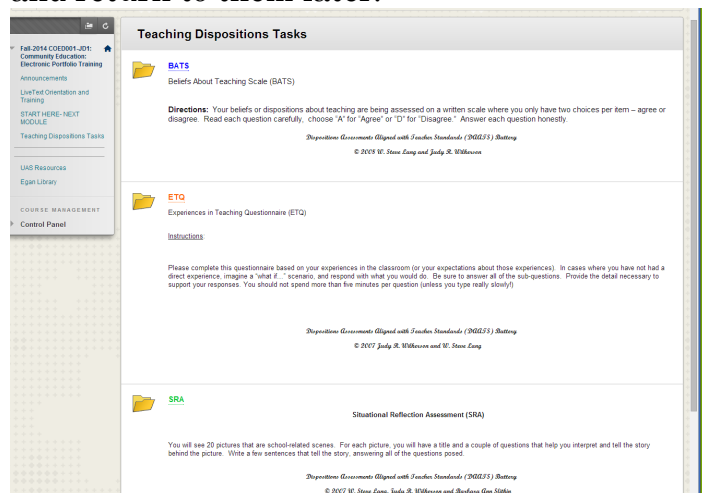 Fall-2014 COED001-JD1:
Community Education:
Electronic Portfolio Training
Announcements
LiveText Orientation and
Training
START HERE- NEXT
MODULE
Teaching Dispositions Tasks
UAS Resources
Egan Library
COURSE MANAGEMENT
Control Panel
Teaching Dispositions Tasks
BATS
Beliefs About Teaching Scale (BATS)
Directions: Your beliefs or dispositions about teaching are being assessed on a written scale where you only have two choices per item – agree or
disagree. Read each question carefully, choose "A" for "Agree" or "D" for "Disagree." Answer each question honestly.
Dispositions Assessments Aligned with Teacher Standards (DAATS) Battery
© 2008 W. Steve Lang and Judy R. Wilkerson
ETQ
Experiences in Teaching Questionnaire (ETQ)
Instructions
Please complete this questionnaire based on your experiences in the classroom (or your expectations about those experiences). In cases where you have not had a
direct experience, imagine a "what if..." scenario, and respond with what you would do. Be sure to answer all of the sub-questions. Provide the detail necessary to
support your responses. You should not spend more than five minutes per question (unless you type really slowly!)
Dispositions Assessments Aligned with Teacher Standards (DAATS) Battery
© 2007 Judy R. Wilkerson and W. Steve Lang
SRA
Situational Reflection Assessment (SRA)
You will see 20 pictures that are school-related scenes. For each picture, you will have a title and a couple of questions that help you interpret and tell the story
behind the picture. Write a few sentences that tell the story, answering all of the questions posed.
Dispositions Assessments Aligned with Teacher Standards (DAATS) Battery
© 2007 W. Steve Lang, Judy R. Wilkerson and Barbara Ann